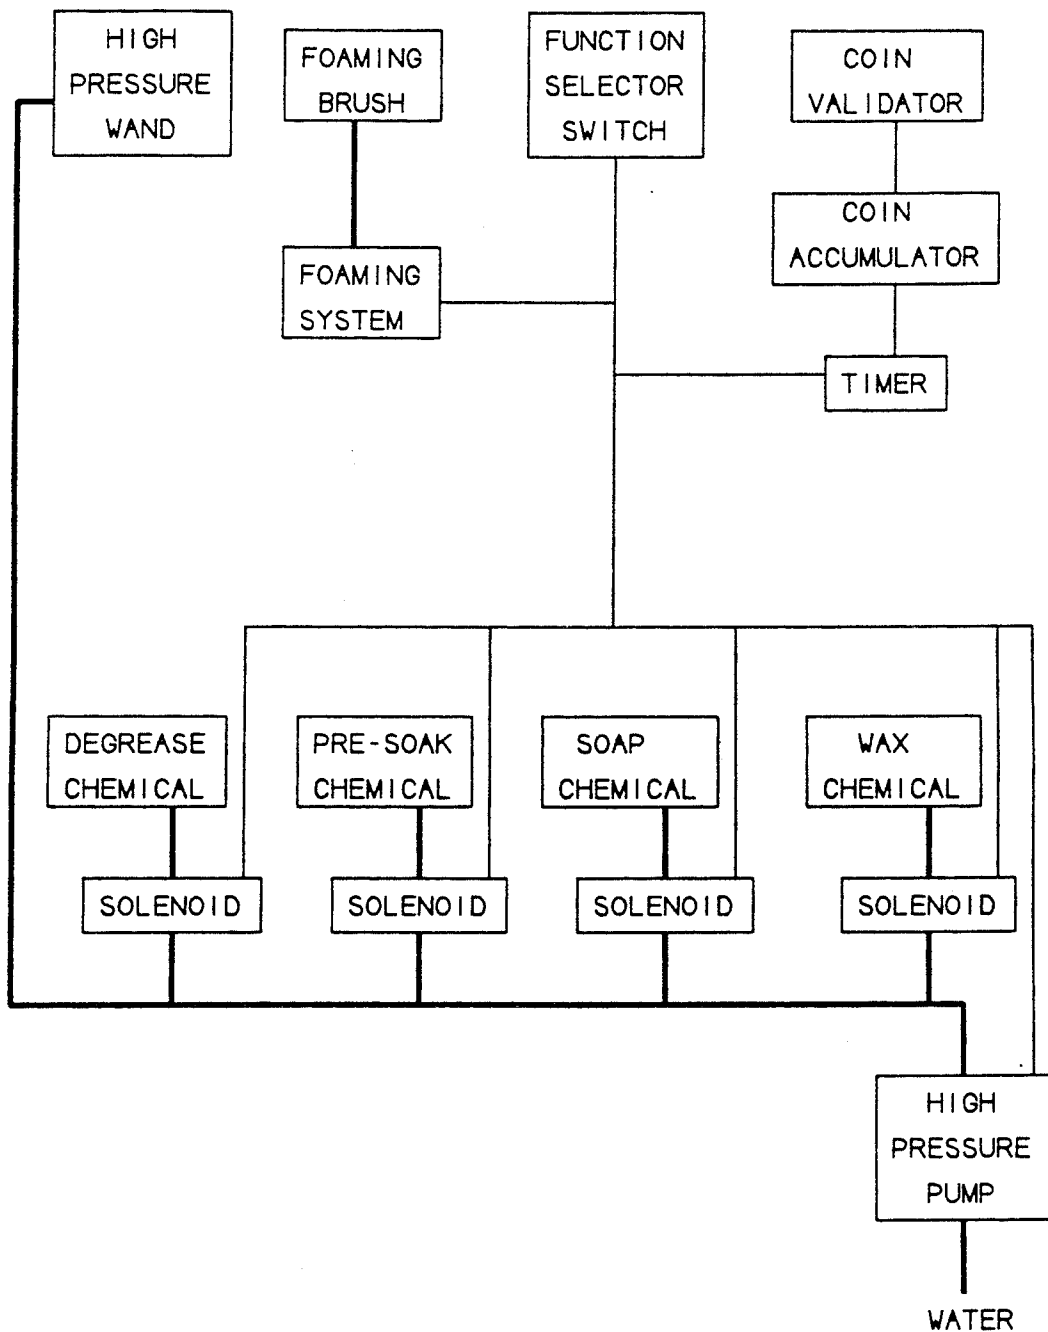 HIGH
PRESSURE
WAND
FOAMING
BRUSH
FUNCTION
SELECTOR
SWITCH
COIN
VALIDATOR
COIN
ACCUMULATOR
FOAMING
SYSTEM
TIMER
DEGREASE
CHEMICAL
PRE-SOAK
CHEMICAL
SOAP
CHEMICAL
WAX
CHEMICAL
SOLENOID
SOLENOID
SOLENOID
SOLENOID
HIGH
PRESSURE
PUMP
WATER